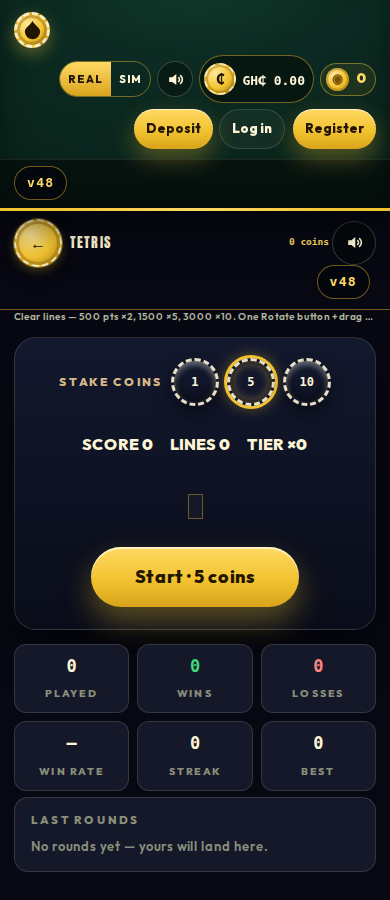 REAL SIM GH₵ 0.00 0
Deposit Login Register
v48
← TETRIS 0 coins
v48
Clear lines — 500 pts ×2, 1500 ×5, 3000 ×10. One Rotate button + drag ...
STAKE COINS 1 5 10
SCORE 0 LINES 0 TIER ×0
Start · 5 coins
0 0 0
PLAYED WINS LOSSES
— 0 0
WIN RATE STREAK BEST
LAST ROUNDS
No rounds yet — yours will land here.